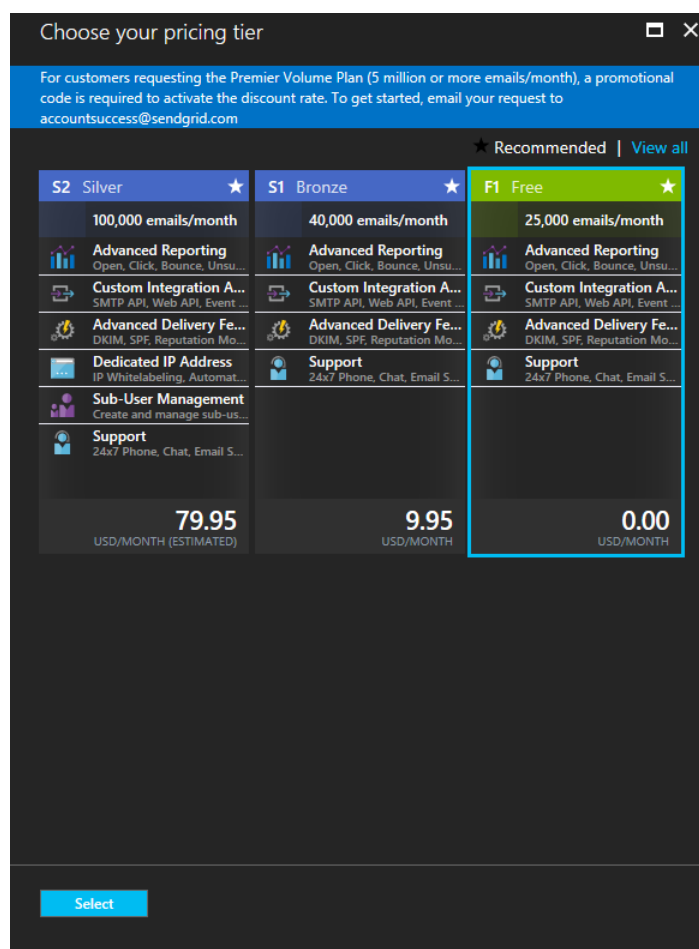 Choose your pricing tier
For customers requesting the Premier Volume Plan (5 million or more emails/month), a promotional
code is required to activate the discount rate. To get started, email your request to
accountsuccess@sendgrid.com
Recommended | View all
S2 Silver
100,000 emails/month
Advanced Reporting
Open, Click, Bounce, Unsu...
Custom Integration A...
SMTP API, Web API, Event ...
Advanced Delivery Fe...
DKIM, SPF, Reputation Mo...
Dedicated IP Address
IP Whitelabeling, Automat...
Sub-User Management
Create and manage sub-us...
Support
24x7 Phone, Chat, Email S...
79.95
USD/MONTH (ESTIMATED)
S1 Bronze
40,000 emails/month
Advanced Reporting
Open, Click, Bounce, Unsu...
Custom Integration A...
SMTP API, Web API, Event ...
Advanced Delivery Fe...
DKIM, SPF, Reputation Mo...
Support
24x7 Phone, Chat, Email S...
9.95
USD/MONTH
F1 Free
25,000 emails/month
Advanced Reporting
Open, Click, Bounce, Unsu...
Custom Integration A...
SMTP API, Web API, Event ...
Advanced Delivery Fe...
DKIM, SPF, Reputation Mo...
Support
24x7 Phone, Chat, Email S...
0.00
USD/MONTH
Select